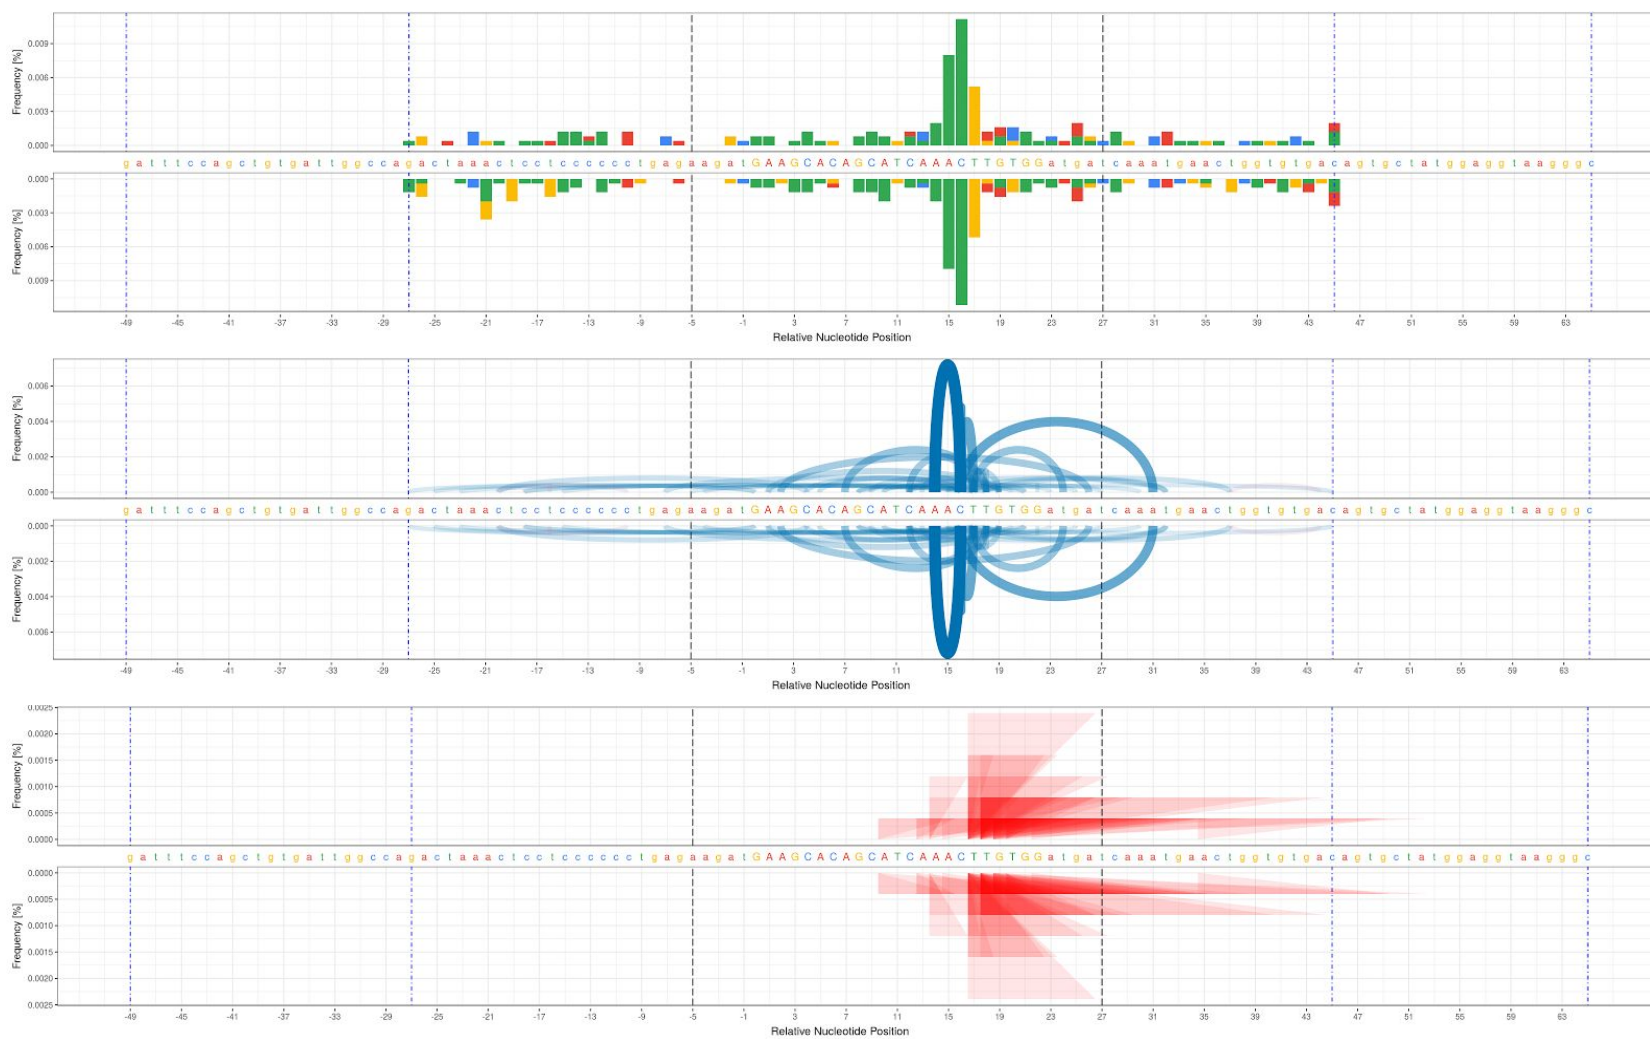 Frequency [%]
0.009
0.006
0.003
0.000
g a t t t c c a g c t g t g a t t g g c c a g a c t a a a c t c c t c c c c c c t g a g a a g a t G A A G C A C A G C A T C A A A C T T G T G G a t g a t c a a a t g a a c t g g t g t g a c a g t g c t a t g g a g g t a a g g g c
Frequency [%]
0.000
0.003
0.006
0.009
-49 -45 -41 -37 -33 -29 -25 -21 -17 -13 -9 -5 -1 3 7 11 15 19 23 27 31 35 39 43 47 51 55 59 63
Relative Nucleotide Position
Frequency [%]
0.006
0.004
0.002
0.000
g a t t t c c a g c t g t g a t t g g c c a g a c t a a a c t c c t c c c c c c t g a g a a g a t G A A G C A C A G C A T C A A A C T T G T G G a t g a t c a a a t g a a c t g g t g t g a c a g t g c t a t g g a g g t a a g g g c
Frequency [%]
0.000
0.002
0.004
0.006
-49 -45 -41 -37 -33 -29 -25 -21 -17 -13 -9 -5 -1 3 7 11 15 19 23 27 31 35 39 43 47 51 55 59 63
Relative Nucleotide Position
Frequency [%]
0.0025
0.0020
0.0015
0.0010
0.0005
0.0000
g a t t t c c a g c t g t g a t t g g c c a g a c t a a a c t c c t c c c c c c t g a g a a g a t G A A G C A C A G C A T C A A A C T T G T G G a t g a t c a a a t g a a c t g g t g t g a c a g t g c t a t g g a g g t a a g g g c
Frequency [%]
0.0000
0.0005
0.0010
0.0015
0.0020
0.0025
-49 -45 -41 -37 -33 -29 -25 -21 -17 -13 -9 -5 -1 3 7 11 15 19 23 27 31 35 39 43 47 51 55 59 63
Relative Nucleotide Position